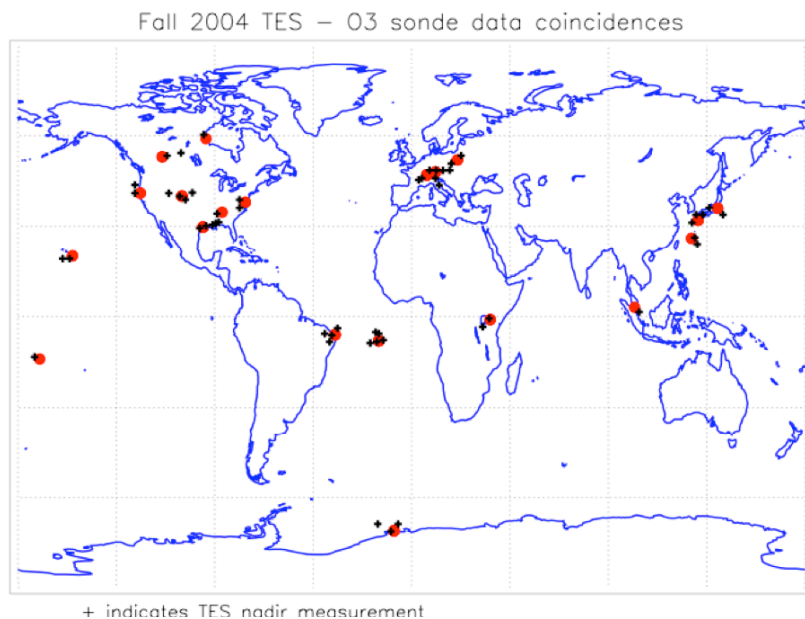 Fall 2004 TES - O3 sonde data coincidences
+ indicates TES nadir measurement